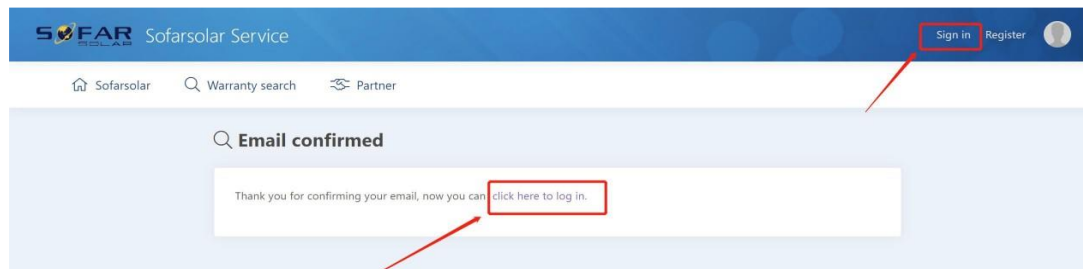 SOFAR SOLAR Sofarsolar Service Sign in Register
Sofarsolar Warranty search Partner
Email confirmed
Thank you for confirming your email, now you can click here to log in.